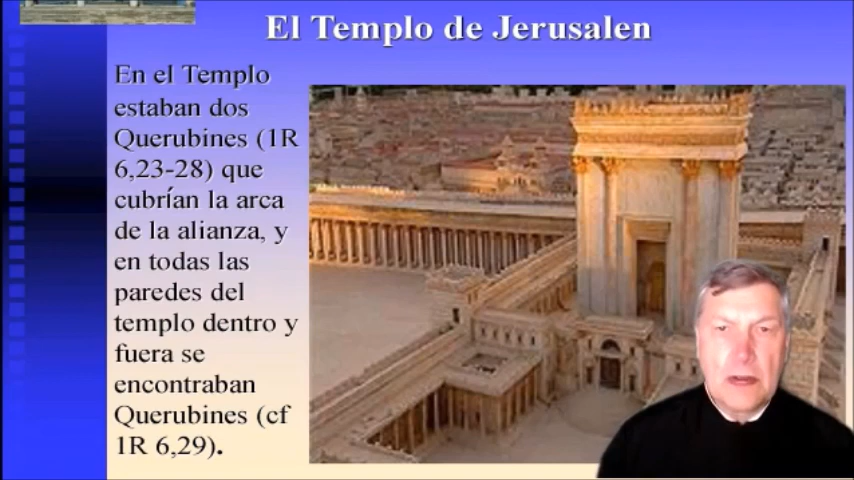 El Templo de Jerusalen
En el Templo
estaban dos
Querubines (1R
6,23-28) que
cubrían la arca
de la alianza, y
en todas las
paredes del
templo dentro y
fuera se
encontraban
Querubines (cf
1R 6,29).